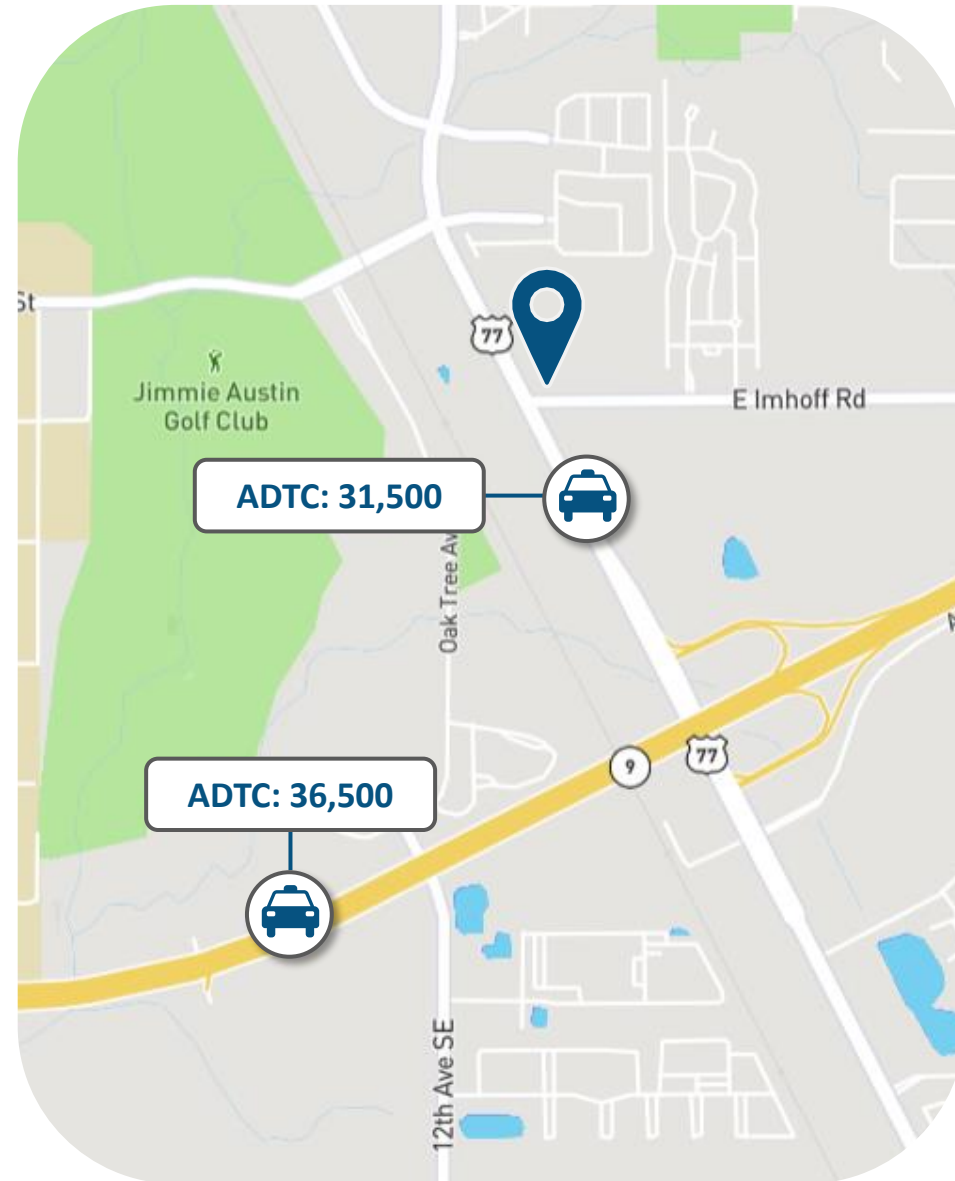 77
St
Jimmie Austin
Golf Club
E Imhoff Rd
ADTC: 31,500
Oak Tree Av
77
9
ADTC: 36,500
12th Ave SE